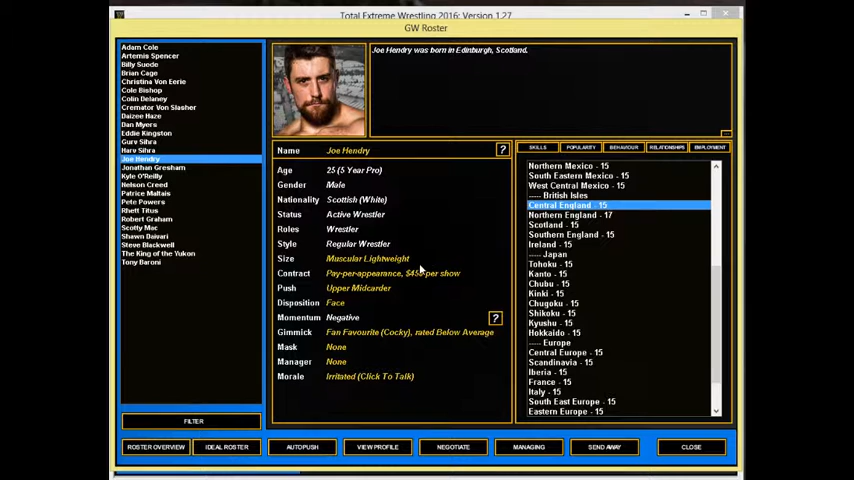 Total Extreme Wrestling 2016: Version 1.27
GW Roster
Adam Cole
Artemis Spencer
Billy Suede
Brian Cage
Christina Von Eerie
Cole Bishop
Colin Delaney
Cremator Von Slasher
Daizee Haze
Dan Myers
Eddie Kingston
Gurv Sihra
Harv Sihra
Joe Hendry
Jonathan Gresham
Kyle O'Reilly
Nelson Creed
Patrice Maltais
Pete Powers
Rhett Titus
Robert Graham
Scotty Mac
Shawn Daivari
Steve Blackwell
The King of the Yukon
Tony Baroni
FILTER
Joe Hendry was born in Edinburgh, Scotland.
Name Joe Hendry ?
Age 25 (5 Year Pro)
Gender Male
Nationality Scottish (White)
Status Active Wrestler
Roles Wrestler
Style Regular Wrestler
Size Muscular Lightweight
Contract Pay-per-appearance, per show
Push Upper Midcarder
Disposition Face
Momentum Negative ?
Gimmick Fan Favourite (Cocky), rated Below Average
Mask None
Manager None
Morale Irritated (Click To Talk)
SKILLS POPULARITY BEHAVIOUR RELATIONSHIPS EMPLOYMENT
Northern Mexico - 15
South Eastern Mexico - 15
West Central Mexico - 15
----- British Isles
Central England - 15
Northern England - 17
Scotland - 15
Southern England - 15
Ireland - 15
----- Japan
Tohoku - 15
Kanto - 15
Chubu - 15
Kinki - 15
Chugoku - 15
Shikoku - 15
Kyushu - 15
Hokkaido - 15
----- Europe
Central Europe - 15
Scandinavia - 15
Iberia - 15
France - 15
Italy - 15
South East Europe - 15
Eastern Europe - 15
ROSTER OVERVIEW IDEAL ROSTER AUTOPUSH VIEW PROFILE NEGOTIATE MANAGING SEND AWAY CLOSE